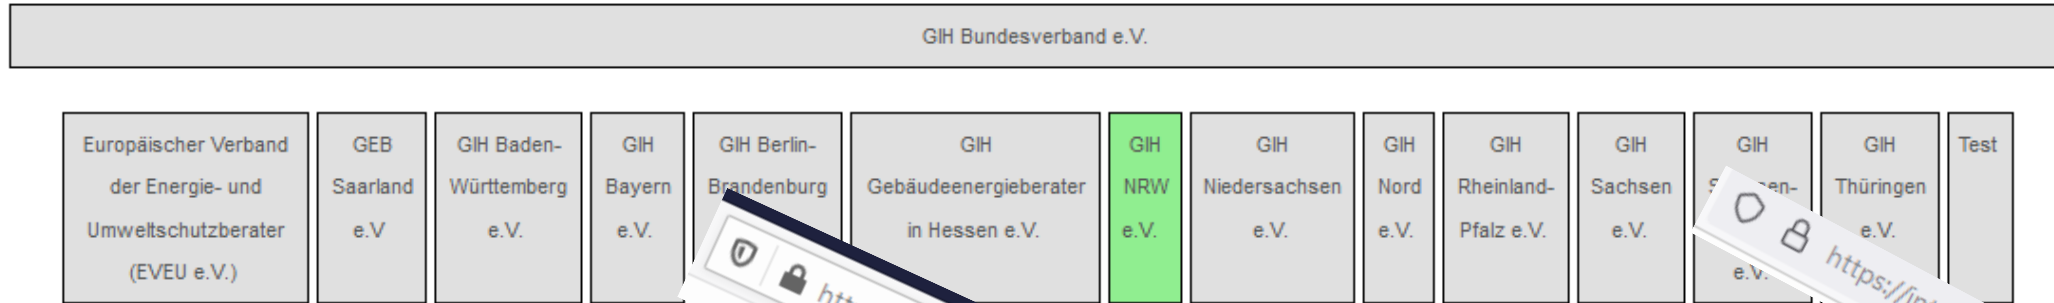 GIH Bundesverband e.V.
Europäischer Verband
der Energie- und
Umweltschutzberater
(EVEU e.V.)
GEB
Saarland
e.V
GIH Baden-
Württemberg
e.V.
GIH
Bayern
e.V.
GIH Berlin-
Brandenburg
GIH
Gebäudeenergieberater
in Hessen e.V.
GIH
NRW
e.V.
GIH
Niedersachsen
e.V.
GIH
Nord
e.V.
GIH
Rheinland-
Pfalz e.V.
GIH
Sachsen
e.V.
GIH
e.V.
GIH
Thüringen
e.V.
Test
https://